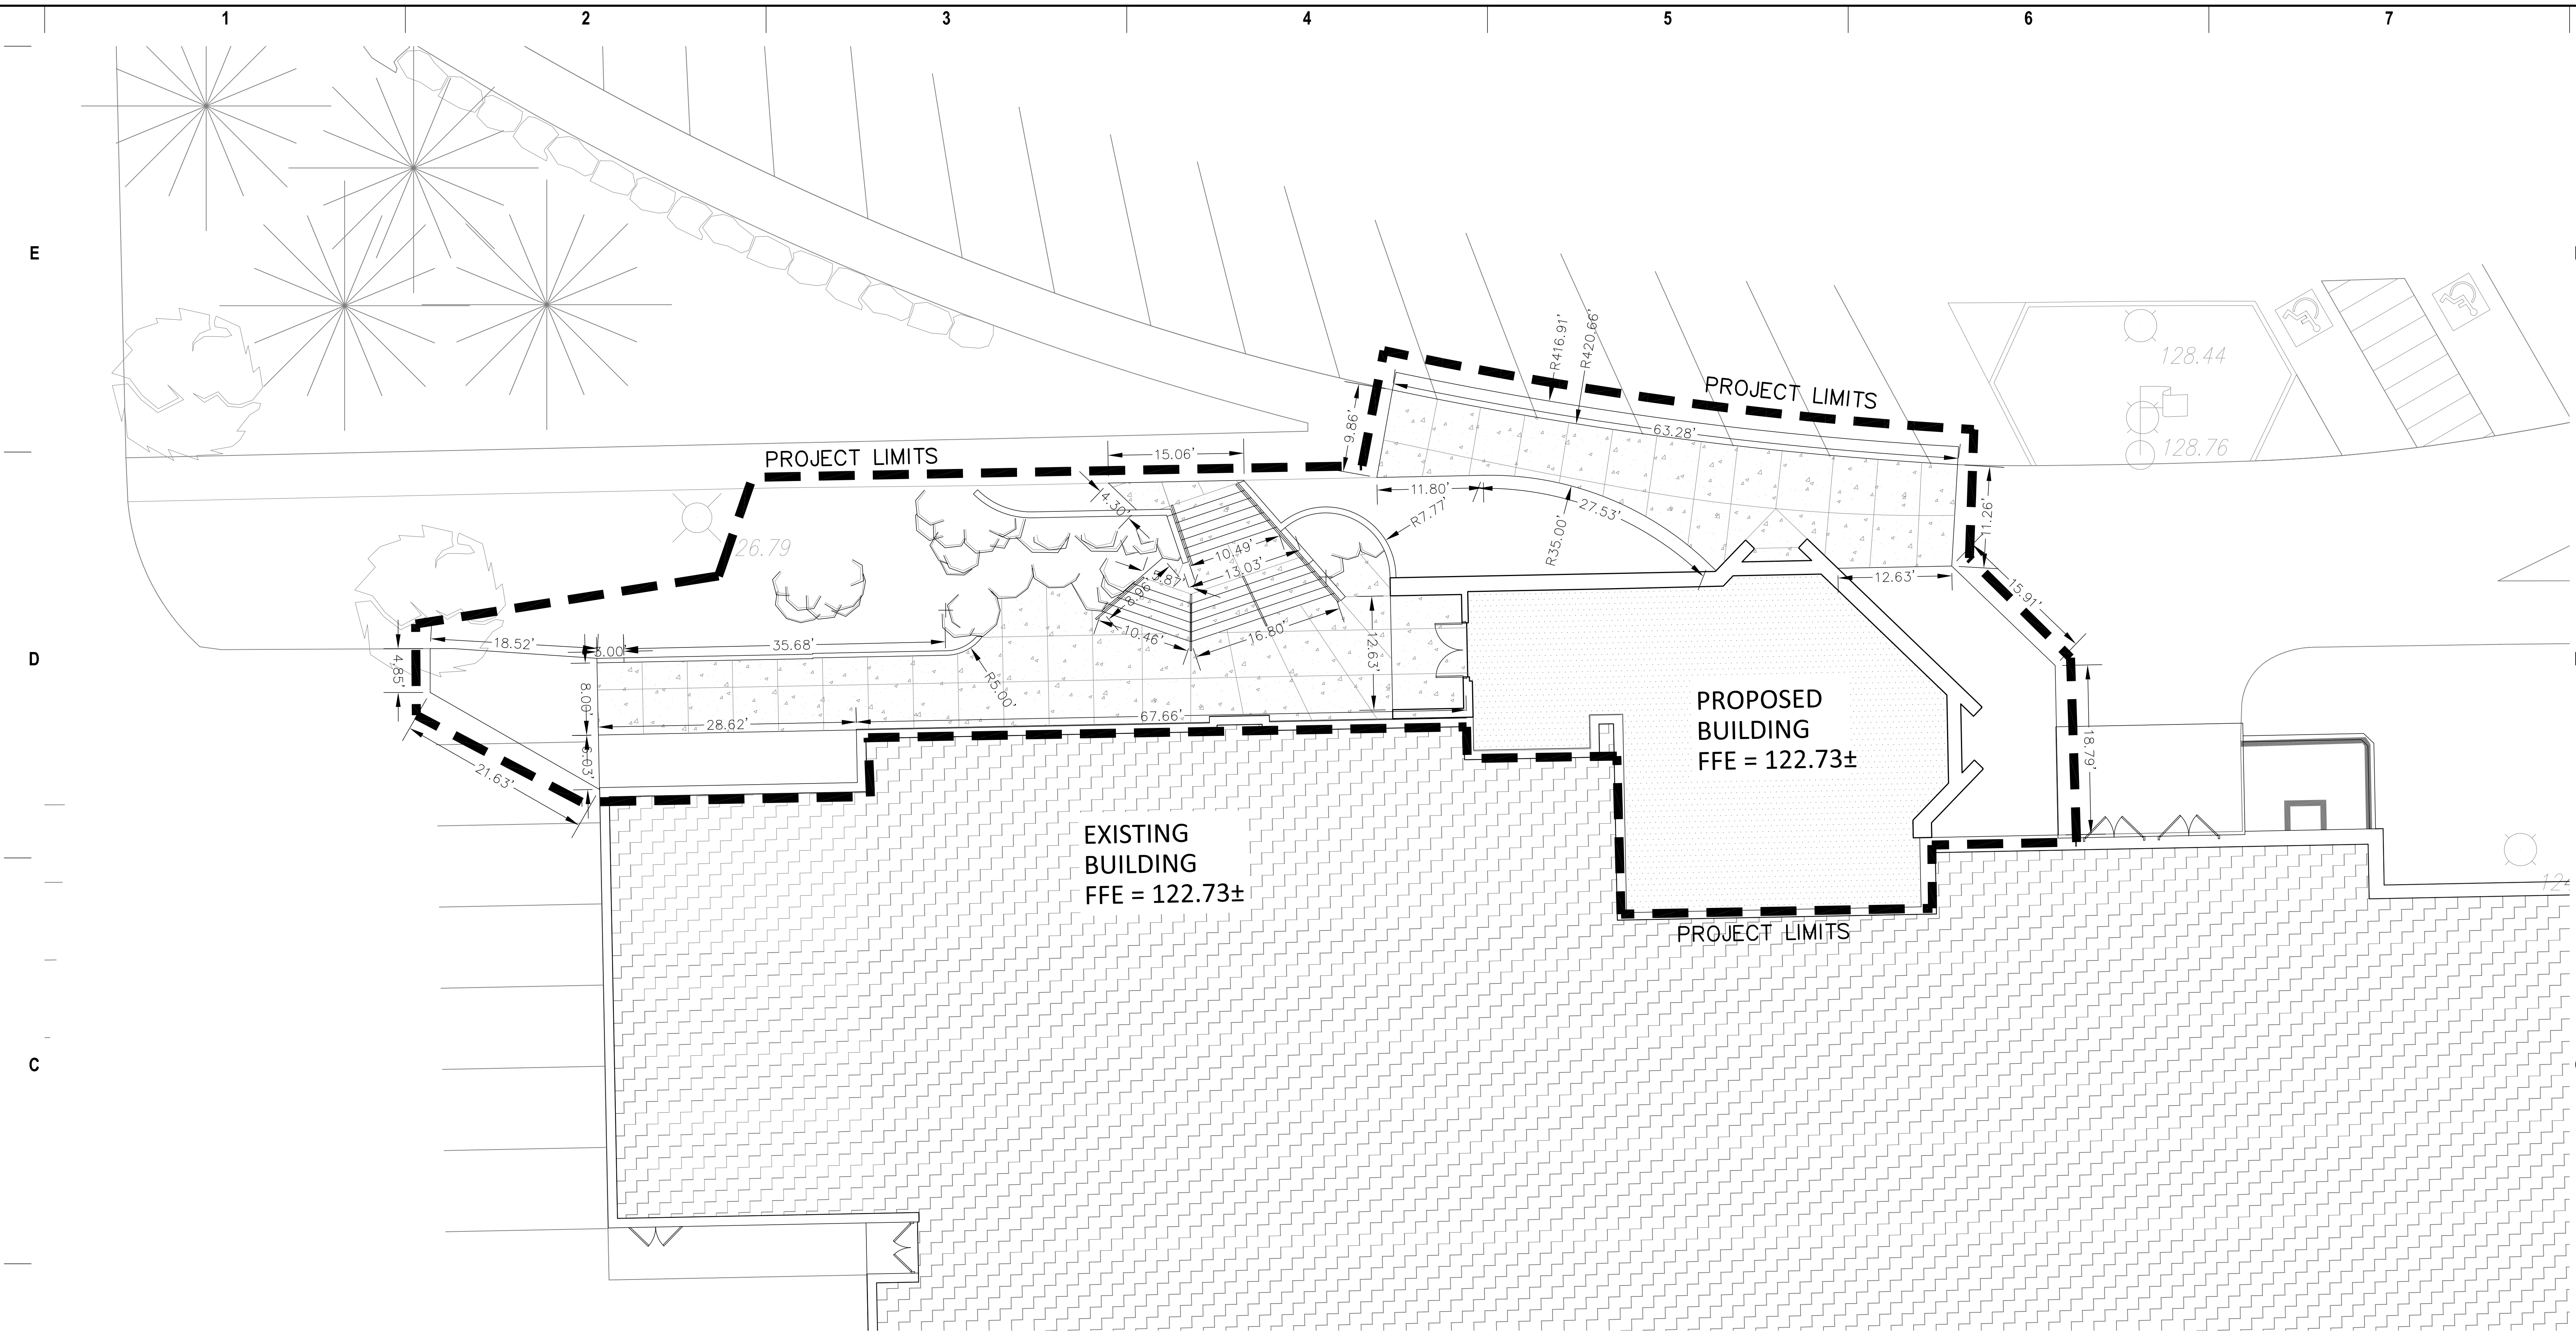 1
2
3
4
5
6
7
E
R416.91'
R420.66'
128.44
PROJECT LIMITS
9.86'
63.28'
128.76
PROJECT LIMITS
15.06'
4.30'
11.80'
27.53'
R7.77'
R35.00'
11.26'
26.79
10.49'
13.03'
5.87'
8.96'
12.63'
15.91'
18.52'
3.00'
35.68'
10.46'
16.80'
12.63'
D
4.85'
8.00'
R5.00'
PROPOSED
BUILDING
FFE = 122.73±
28.62'
67.66'
18.79'
21.63'
EXISTING
BUILDING
FFE = 122.73±
PROJECT LIMITS
C